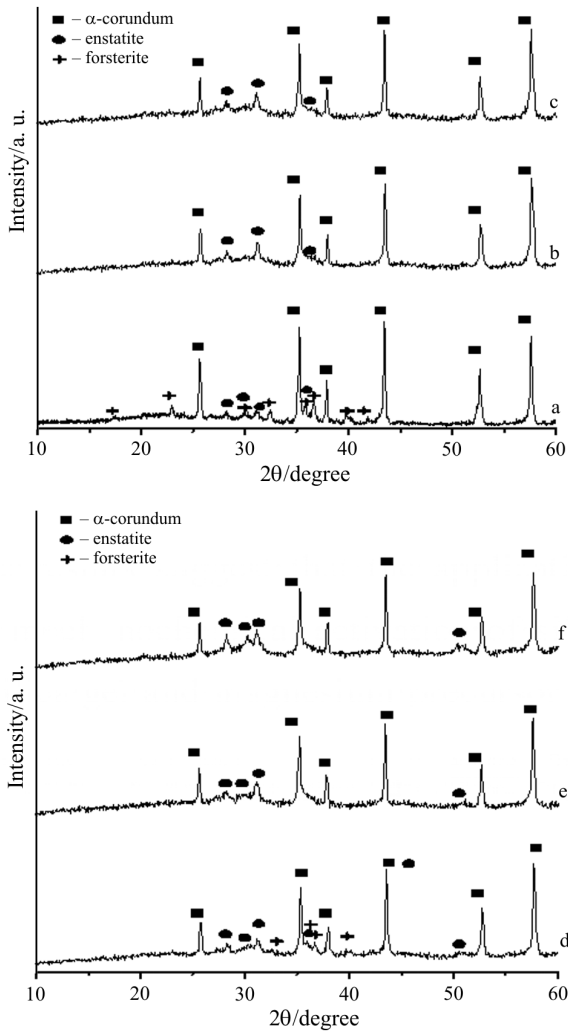 – α-corundum
– enstatite
– forsterite
c
b
a
Intensity/a. u.
10 20 30 40 50 60
2θ/degree
– α-corundum
– enstatite
– forsterite
f
e
d
Intensity/a. u.
10 20 30 40 50 60
2θ/degree